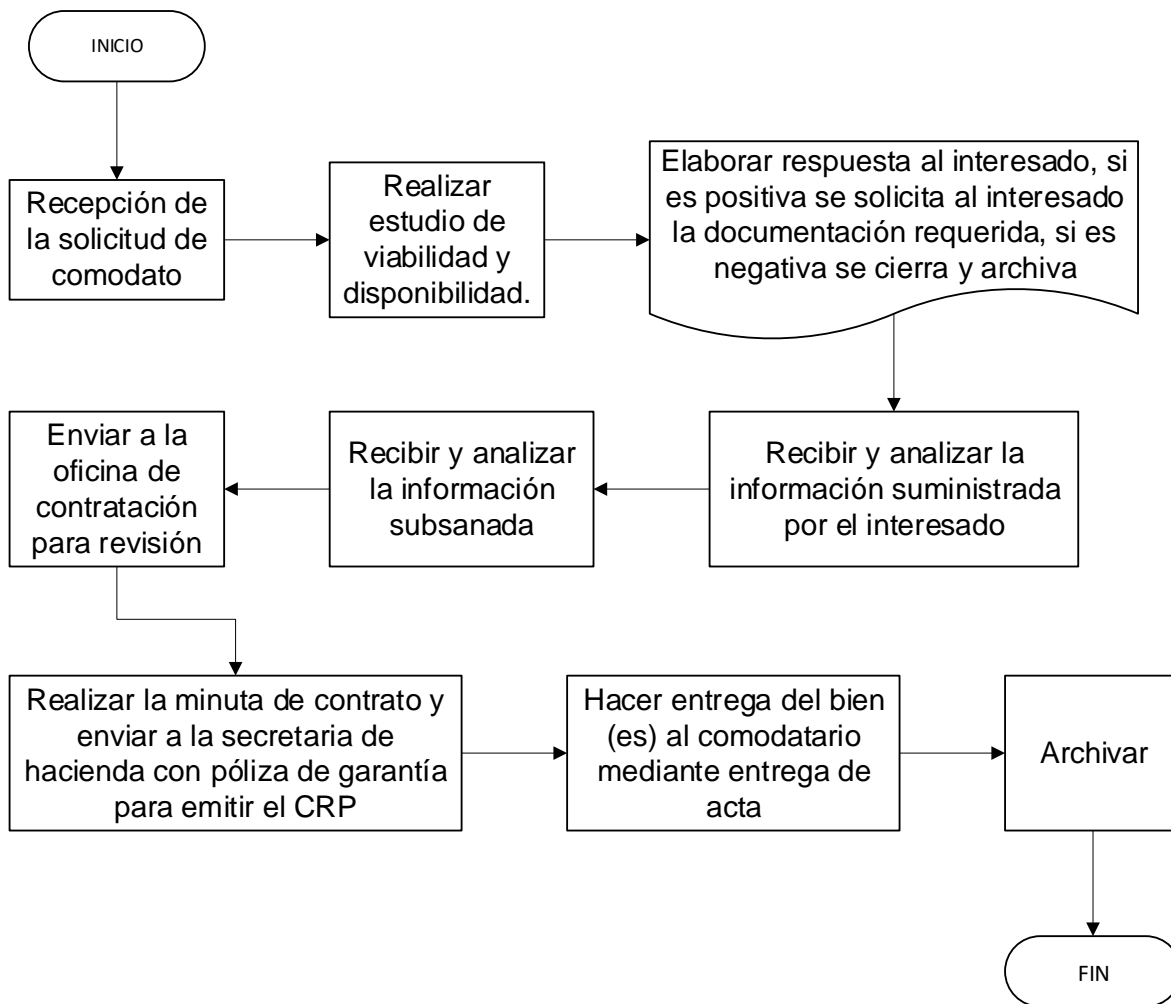 INICIO
Recepción de
la solicitud de
comodato
Realizar
estudio de
viabilidad y
disponibilidad.
Elaborar respuesta al interesado, si
es positiva se solicita al interesado
la documentación requerida, si es
negativa se cierra y archiva
Recibir y analizar la
información suministrada
por el interesado
Recibir y analizar
la información
subsanada
Enviar a la
oficina de
contratación
para revisión
Realizar la minuta de contrato y
enviar a la secretaria de
hacienda con póliza de garantía
para emitir el CRP
Hacer entrega del bien
(es) al comodatario
mediante entrega de
acta
Archivar
FIN